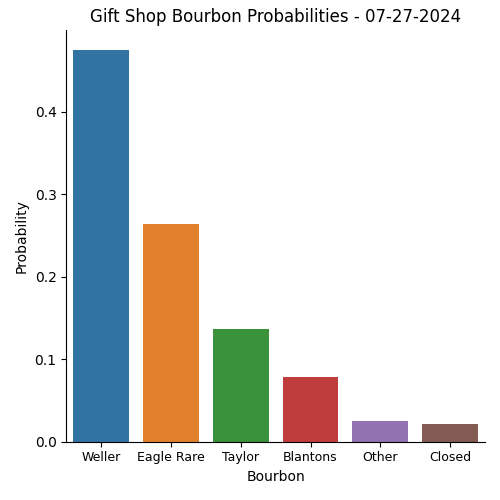 Gift Shop Bourbon Probabilities - 07-27-2024
0.4
0.3
0.2
0.1
0.0
Probability
Weller Eagle Rare Taylor Blantons Other Closed
Bourbon